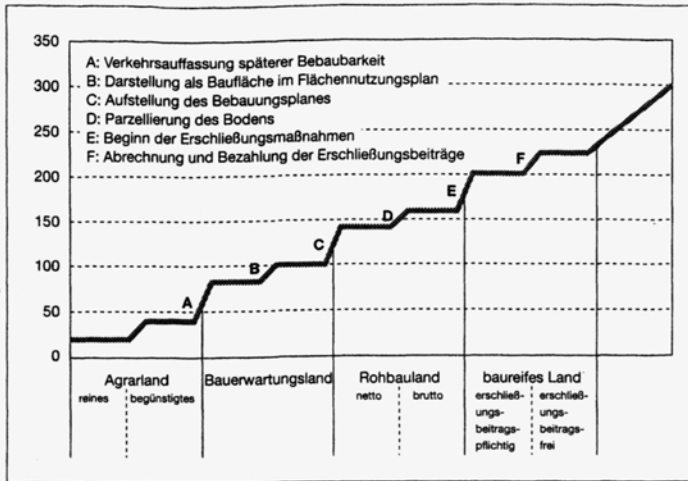 350
300
250
200
150
100
50
0
A: Verkehrsauffassung späterer Bebaubarkeit
B: Darstellung als Baufläche im Flächennutzungsplan
C: Aufstellung des Bebauungsplanes
D: Parzellierung des Bodens
E: Beginn der Erschließungsmaßnahmen
F: Abrechnung und Bezahlung der Erschließungsbeiträge
A
B
C
D
E
F
Agrarland
reines
begünstigtes
Bauerwartungsland
Rohbauland
netto
brutto
baureifes Land
erschließ-
ungs-
beitrags-
pflichtig
erschließ-
ungs-
beitrags-
frei